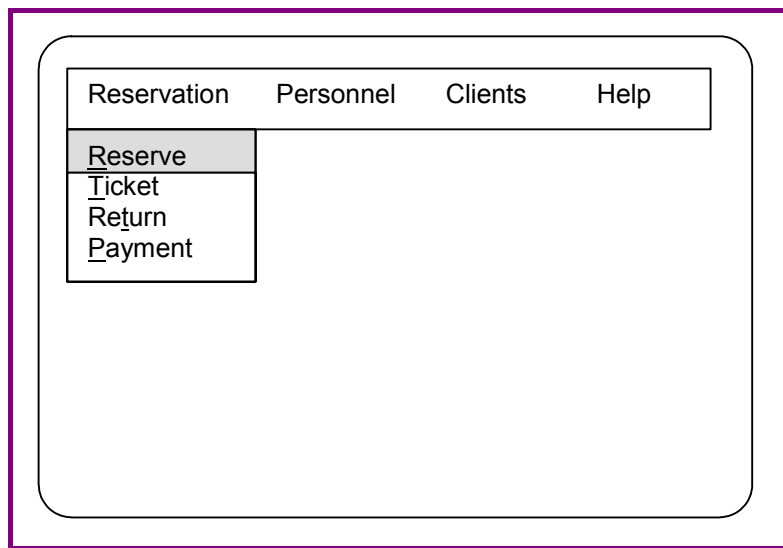 Reservation Personnel Clients Help
Reserve
Ticket
Return
Payment